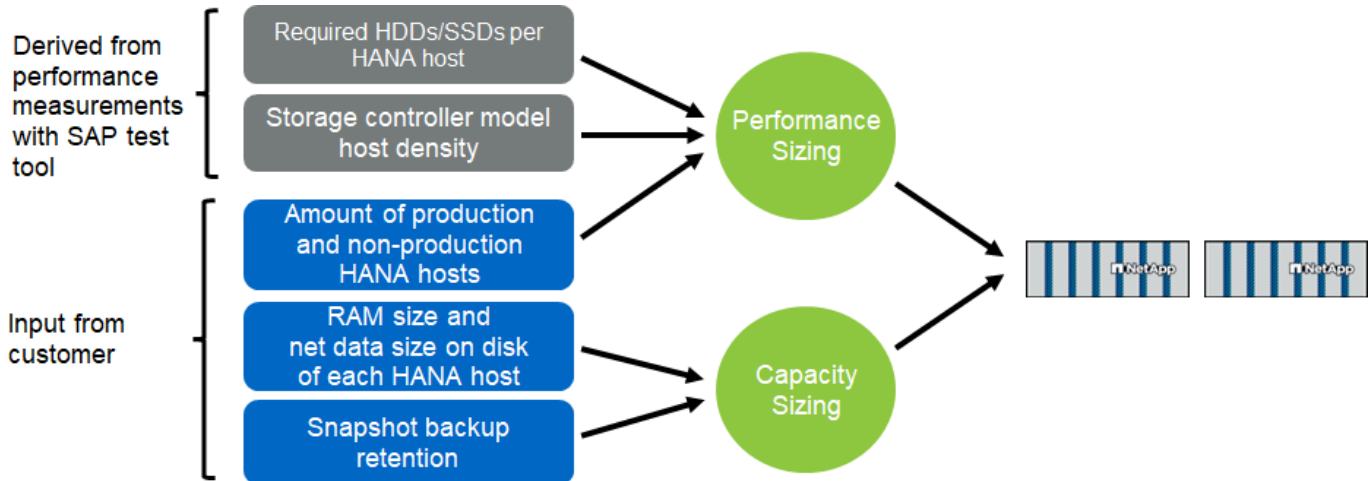 Derived from
performance
measurements
with SAP test
tool
Required HDDs/SSDs per
HANA host
Storage controller model
host density
Amount of production
and non-production
HANA hosts
Input from
customer
RAM size and
net data size on disk
of each HANA host
Snapshot backup
retention
Performance
Sizing
Capacity
Sizing
NetApp
NetApp